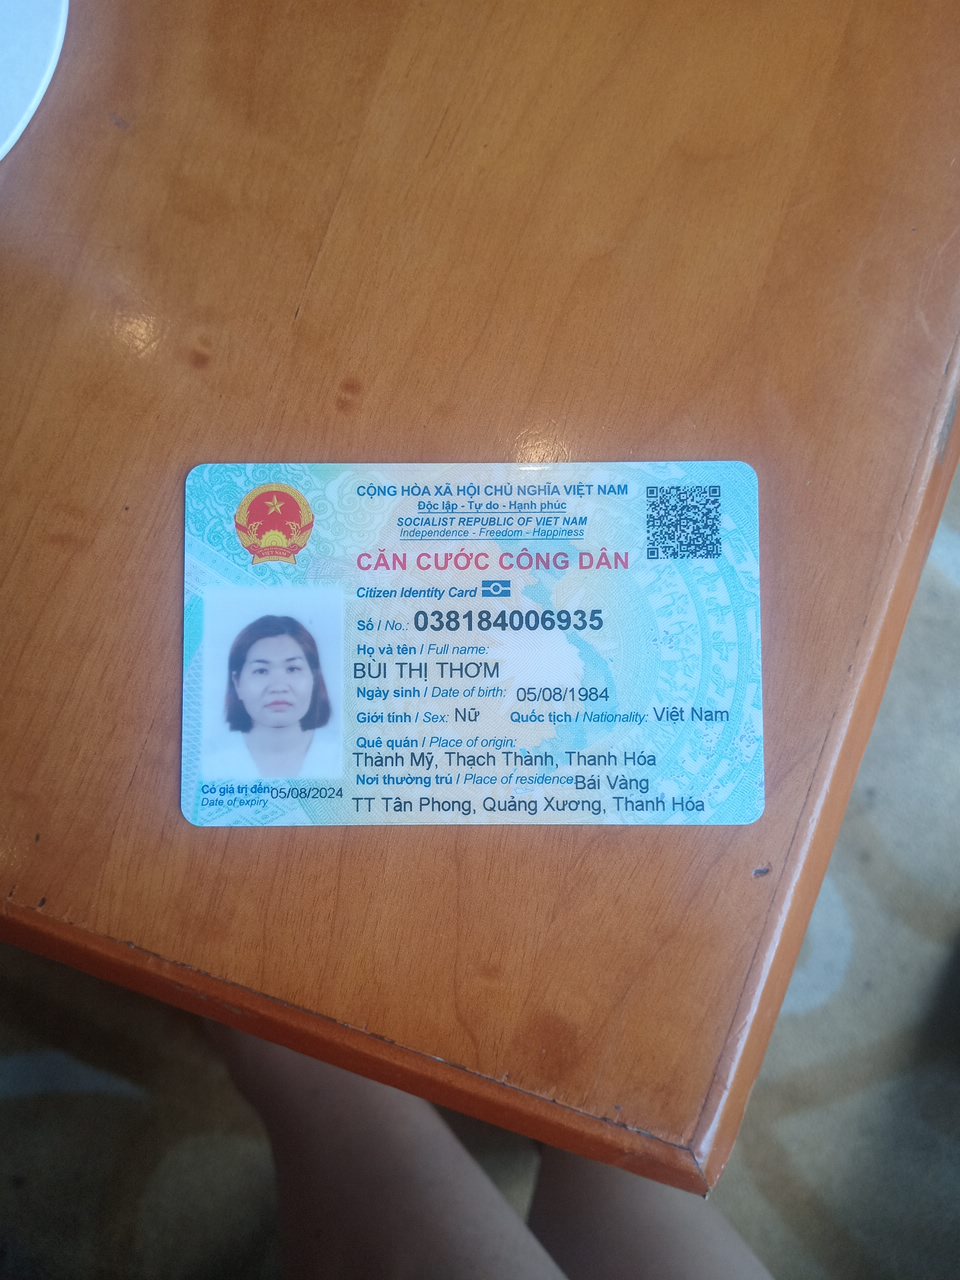 CỘNG HÒA XÃ HỘI CHỦ NGHĨA VIỆT NAM
Độc lập - Tự do - Hạnh phúc
SOCIALIST REPUBLIC OF VIET NAM
Independence - Freedom - Happiness
CĂN CƯỚC CÔNG DÂN
Citizen Identity Card
Số / No.: 038184006935
Họ và tên / Full name:
BÙI THỊ THƠM
Ngày sinh / Date of birth: 05/08/1984
Giới tính / Sex: Nữ Quốc tịch / Nationality: Việt Nam
Quê quán / Place of origin:
Thành Mỹ, Thạch Thành, Thanh Hóa
Nơi thường trú / Place of residence: Bái Vàng
TT Tân Phong, Quảng Xương, Thanh Hóa
Có giá trị đến: 05/08/2024
Date of expiry
VIỆT NAM